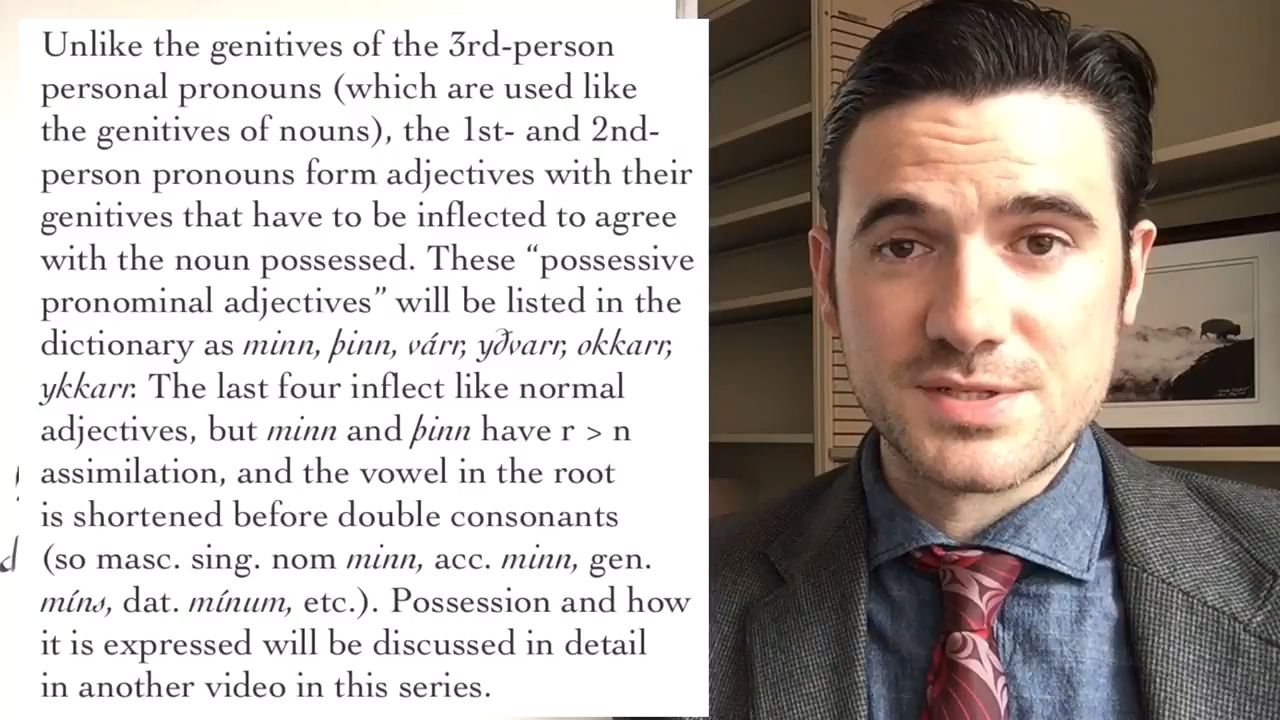 Unlike the genitives of the 3rd-person
personal pronouns (which are used like
the genitives of nouns), the 1st- and 2nd-
person pronouns form adjectives with their
genitives that have to be inflected to agree
with the noun possessed. These “possessive
pronominal adjectives” will be listed in the
dictionary as minn, þinn, várr, yðvarr, okkarr,
ykkarr. The last four inflect like normal
adjectives, but minn and þinn have r > n
assimilation, and the vowel in the root
is shortened before double consonants
(so masc. sing. nom minn, acc. minn, gen.
míns, dat. mínum, etc.). Possession and how
it is expressed will be discussed in detail
in another video in this series.